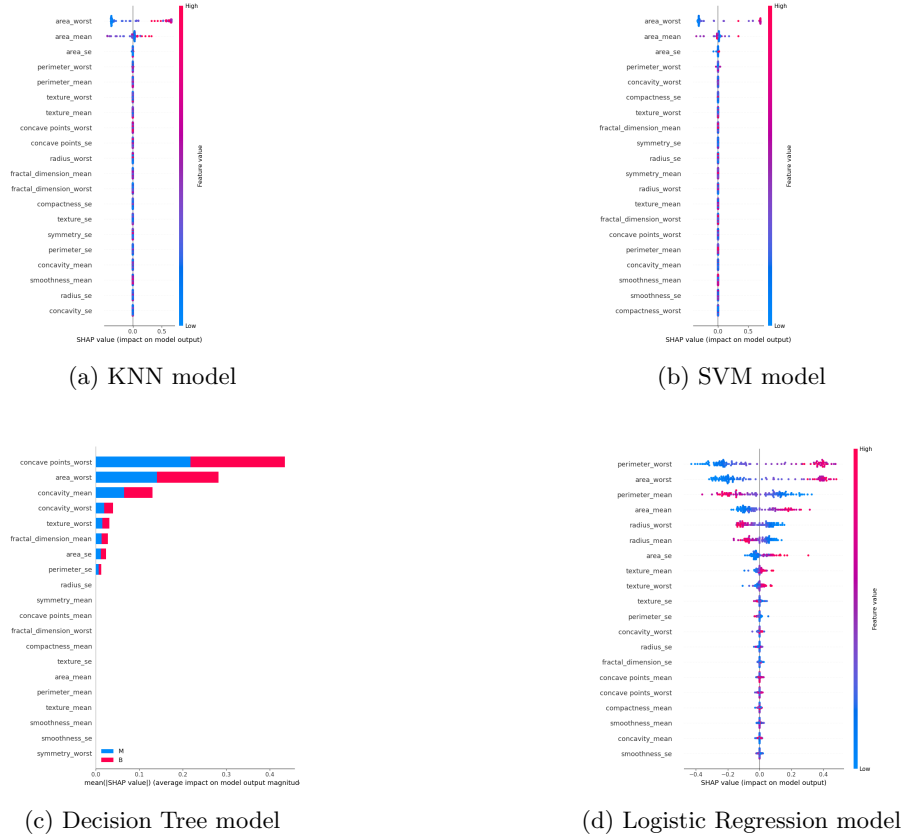 High
area_worst
area_mean
area_se
perimeter_worst
perimeter_mean
texture_worst
texture_mean
concave points_worst
concave points_se
radius_worst
fractal_dimension_mean
fractal_dimension_worst
compactness_se
texture_se
symmetry_se
perimeter_se
concavity_mean
smoothness_mean
radius_se
concavity_se
Feature value
Low
0.0 0.5
SHAP value (impact on model output)
(a) KNN model
High
area_worst
area_mean
area_se
perimeter_worst
concavity_worst
compactness_se
texture_worst
fractal_dimension_mean
symmetry_se
radius_se
symmetry_mean
radius_worst
texture_mean
fractal_dimension_worst
concave points_worst
perimeter_mean
concavity_mean
smoothness_mean
smoothness_se
compactness_worst
Feature value
Low
0.0 0.5
SHAP value (impact on model output)
(b) SVM model
concave points_worst
area_worst
concavity_mean
concavity_worst
texture_worst
fractal_dimension_mean
area_se
perimeter_se
radius_se
symmetry_mean
concave points_mean
fractal_dimension_worst
compactness_mean
texture_se
area_mean
perimeter_mean
texture_mean
smoothness_mean
smoothness_se
symmetry_worst
M
B
0.0 0.1 0.2 0.3 0.4
mean(|SHAP value|) (average impact on model output magnitud
(c) Decision Tree model
High
perimeter_worst
area_worst
perimeter_mean
area_mean
radius_worst
radius_mean
area_se
texture_mean
texture_worst
texture_se
perimeter_se
concavity_worst
radius_se
fractal_dimension_se
concave points_mean
concave points_worst
compactness_mean
smoothness_mean
concavity_mean
smoothness_se
Feature value
Low
−0.4 −0.2 0.0 0.2 0.4
SHAP value (impact on model output)
(d) Logistic Regression model